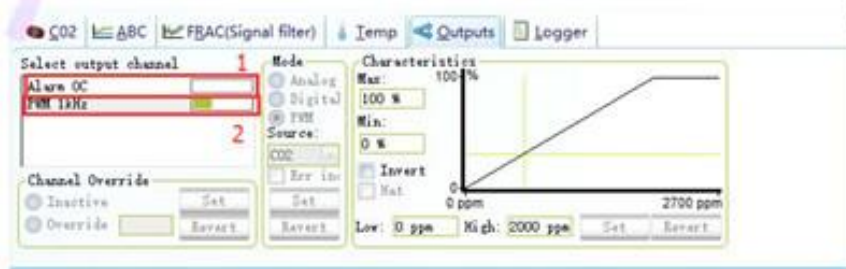 CO2 ABC FRAC(Signal filter) Temp Outputs Logger
Select output channel
1
Alarm OC
PWM 1kHz
2
Channel Override
Inactive
Set
Override
Revert
Mode
Analog
Digital
PWM
Source:
CO2
Err inc
Set
Revert
Characteristics
Max:
100 %
Min:
0 %
Invert
100 %
0
0 ppm
2700 ppm
Low: 0 ppm High: 2000 ppm Set Revert